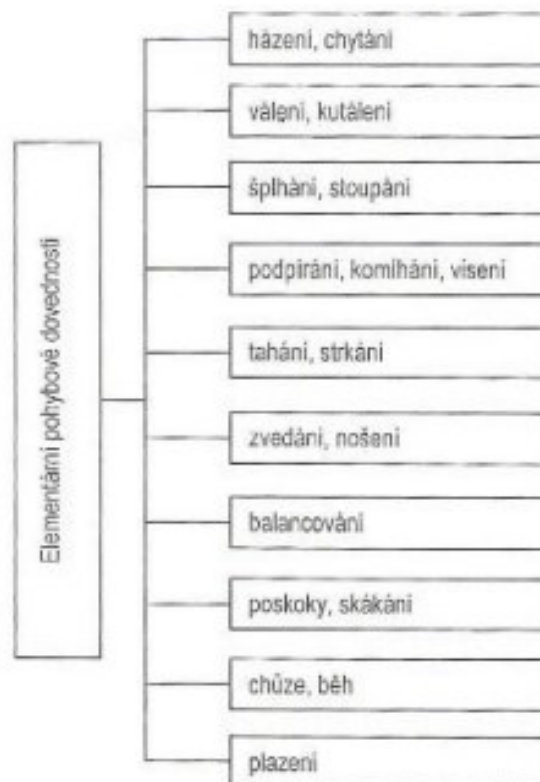 Elementární pohybové dovednosti
házení, chytání
válení, kutálení
šplhání, stoupání
podpírání, komíhání, visení
tahání, strkání
zvedání, nošení
balancování
poskoky, skákání
chůze, běh
plazení